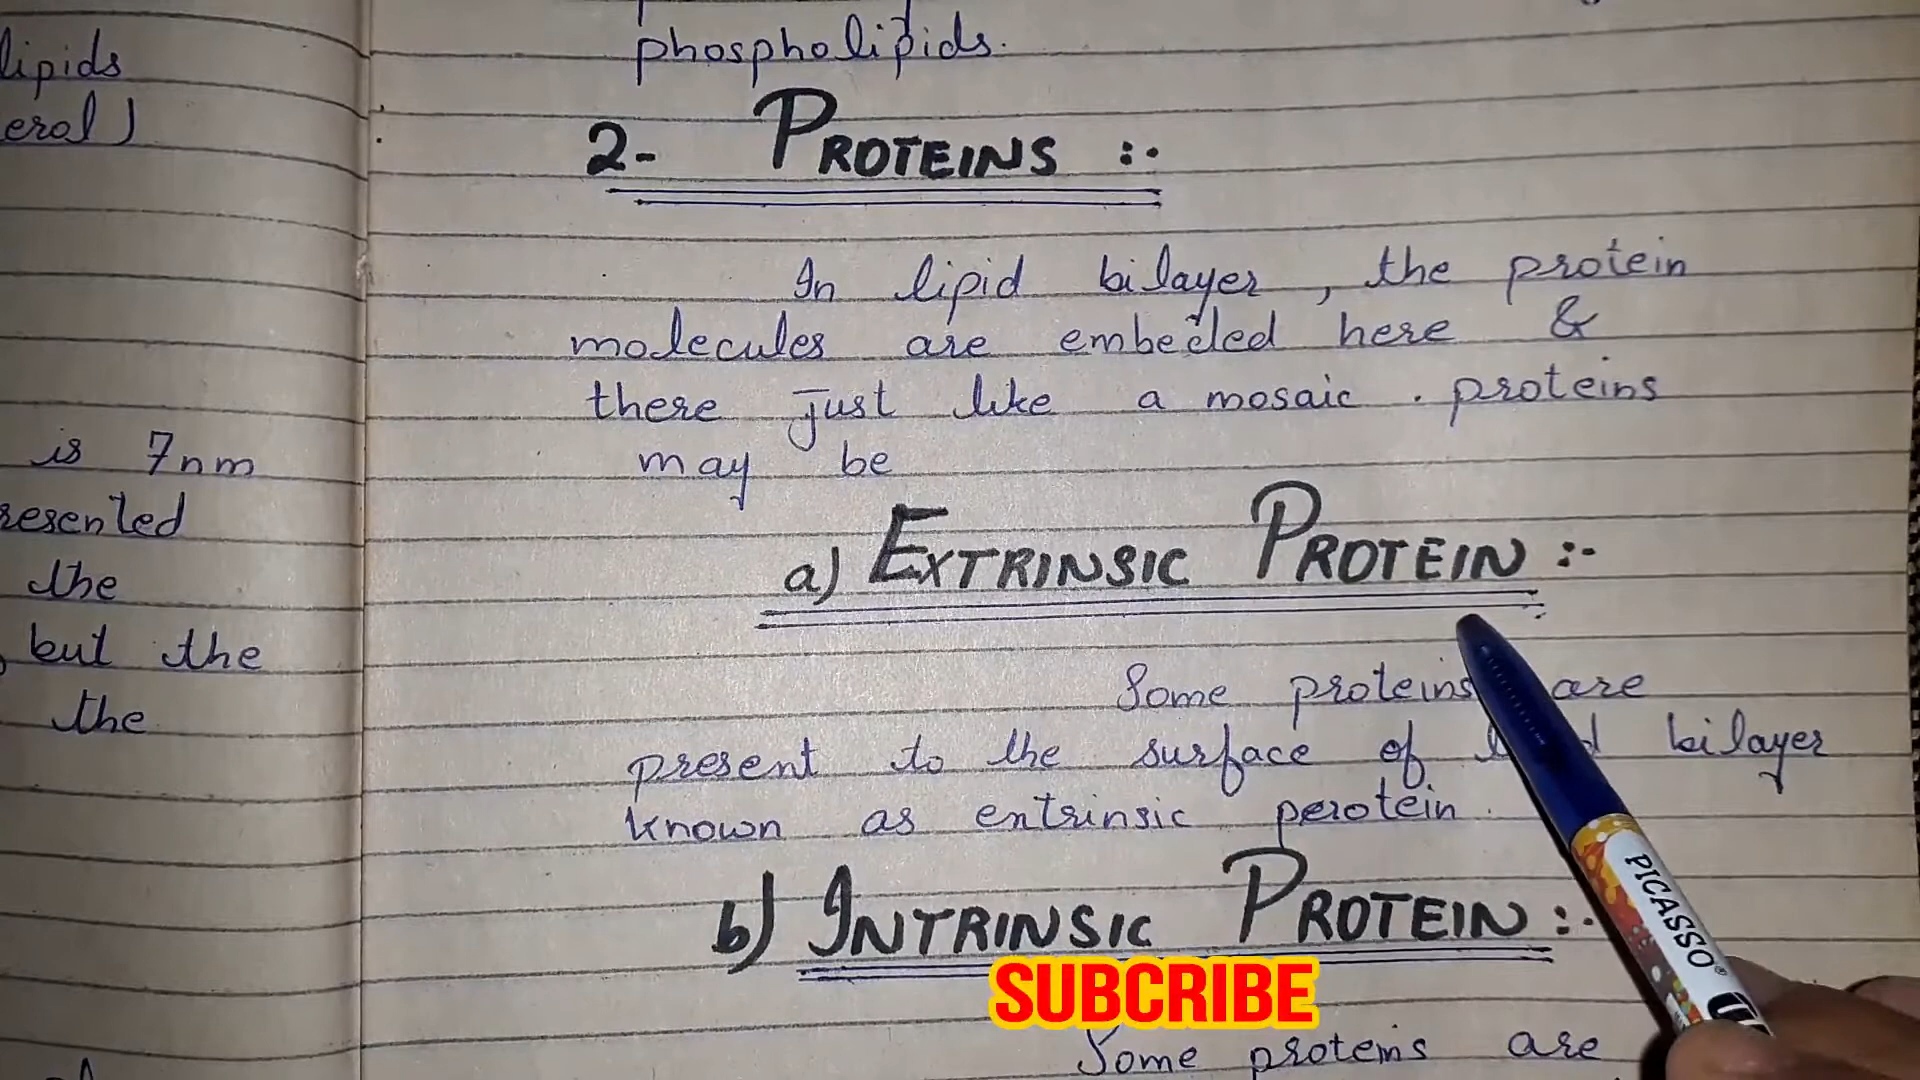 lipids
eral)
is 7nm
resented
the
but the
the
phospholipids.
2- PROTEINS :-
In lipid bilayer, the protein
molecules are embeded here &
there just like a mosaic. proteins
may be
a) EXTRINSIC PROTEIN :-
Some proteins are
present to the surface of bilayer
known as extrinsic perotein.
b) INTRINSIC PROTEIN :-
SUBCRIBE
Some proteins are
PICASSO